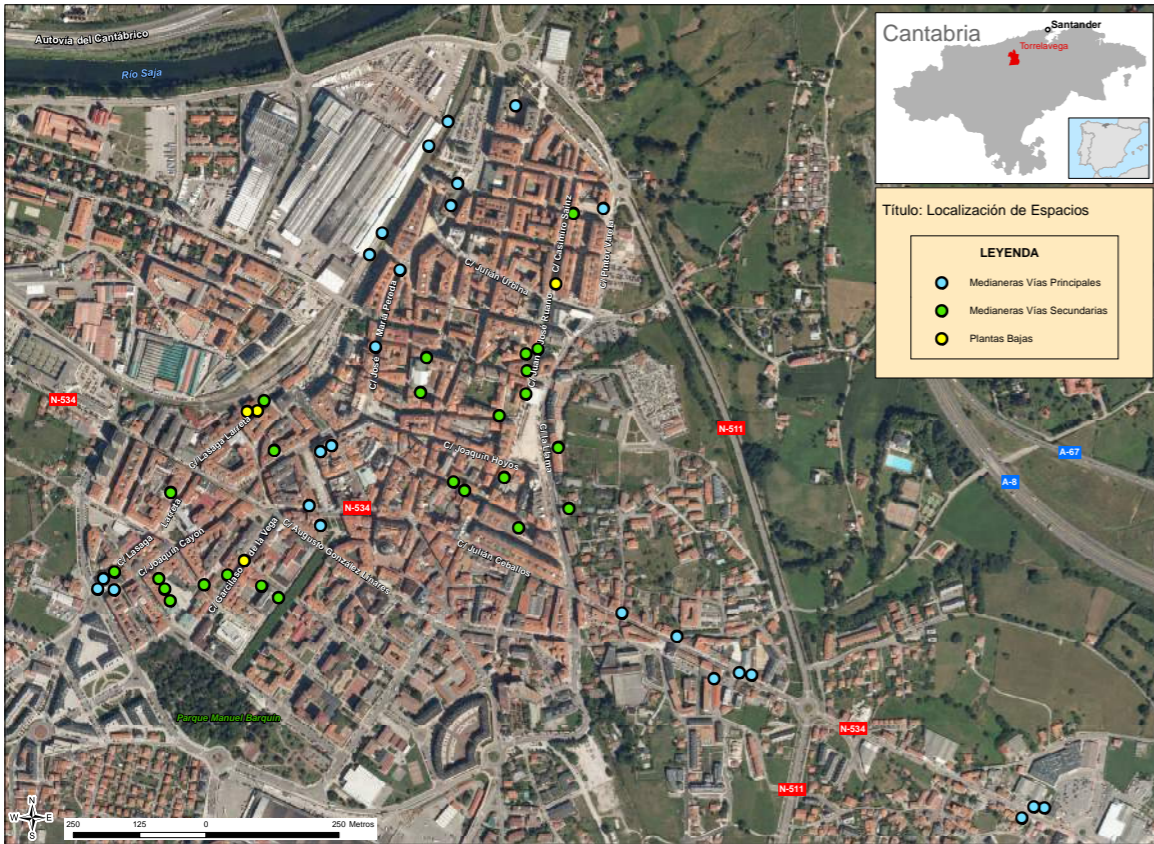 Autovía del Cantábrico
Río Saja
Cantabria
Santander
Torrelavega
Título: Localización de Espacios
LEYENDA
Medianeras Vías Principales
Medianeras Vías Secundarias
Plantas Bajas
C/ Casimiro Sainz
C/ Pintor Varela
C/ Julián Urbina
C/ José María Pereda
C/ Juan José Ruano
N-534
N-511
A-67
A-8
C/ Lasaga Larreta
C/ la Llama
C/ Joaquín Hoyos
N-534
C/ Lasaga Larreta
C/ Joaquín Cayón
C/ Garcilaso de la Vega
C/ Augusto González Linares
C/ Julián Ceballos
Parque Manuel Barquín
N-534
N-511
N
W E
S
250 125 0 250 Metros